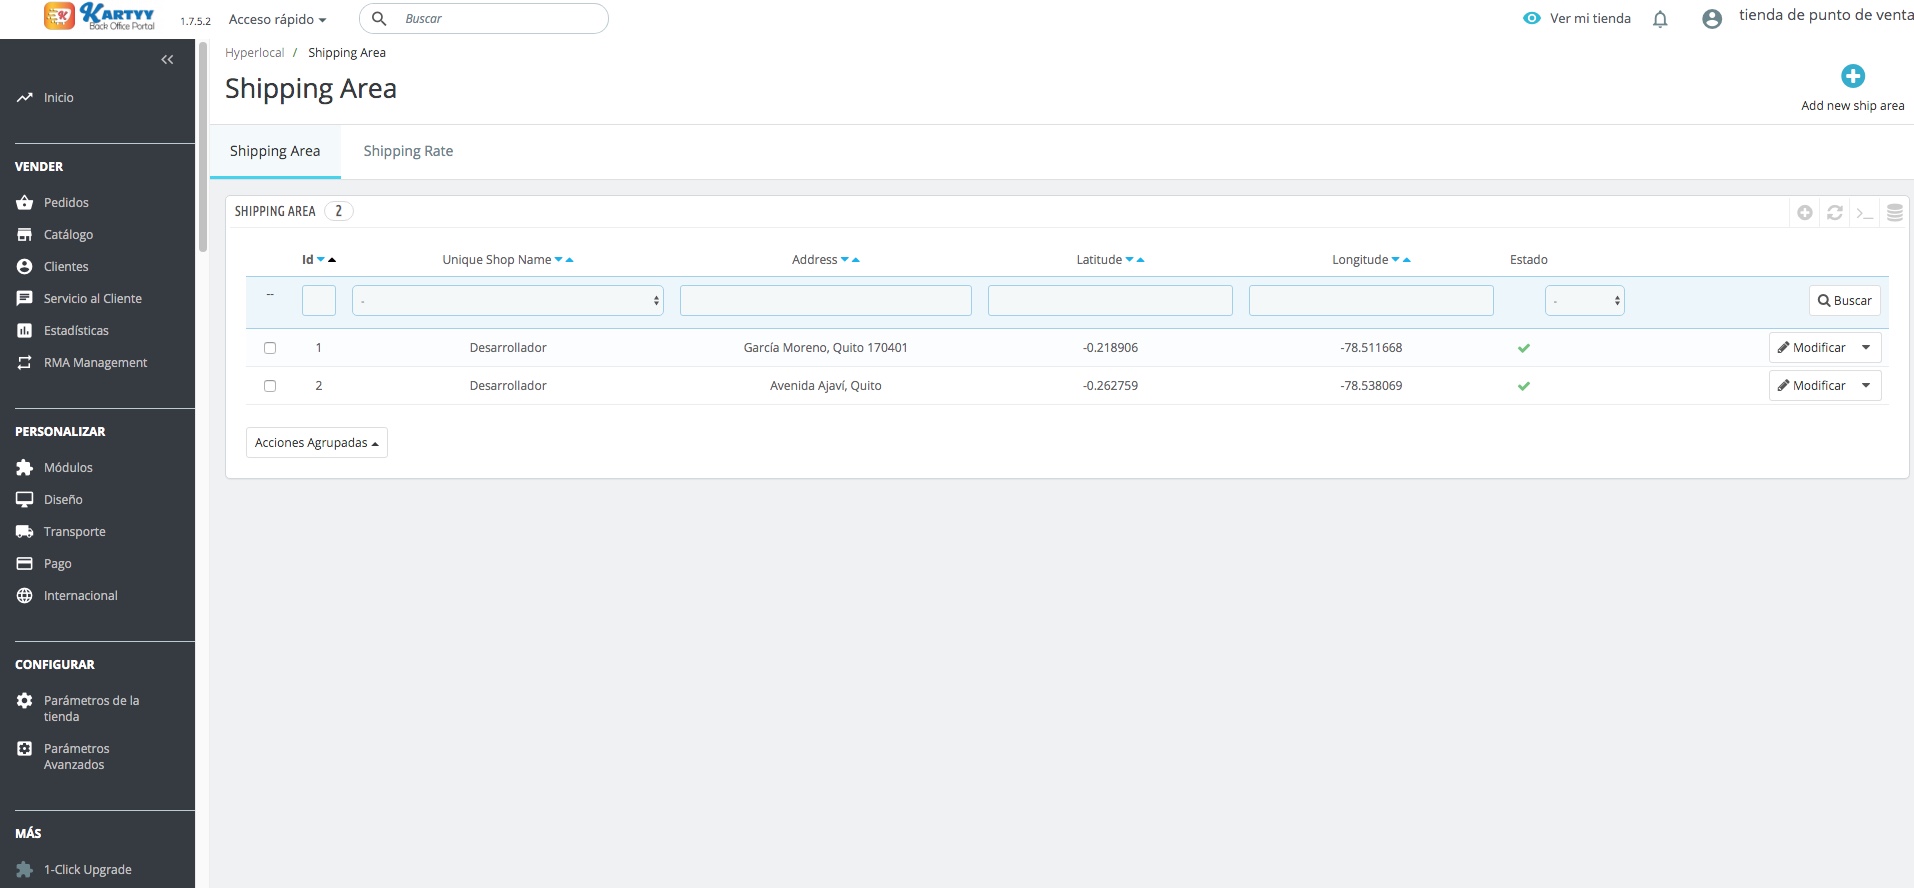 KARTYY
Back Office Portal
1.7.5.2
Acceso rápido
Buscar
Ver mi tienda
tienda de punto de venta
Inicio
VENDER
Pedidos
Catálogo
Clientes
Servicio al Cliente
Estadísticas
RMA Management
PERSONALIZAR
Módulos
Diseño
Transporte
Pago
Internacional
CONFIGURAR
Parámetros de la
tienda
Parámetros
Avanzados
MÁS
1-Click Upgrade
Hyperlocal / Shipping Area
Shipping Area
Add new ship area
Shipping Area Shipping Rate
SHIPPING AREA 2
Id Unique Shop Name Address Latitude Longitude Estado
-- - - Buscar
1 Desarrollador García Moreno, Quito 170401 -0.218906 -78.511668 Modificar
2 Desarrollador Avenida Ajaví, Quito -0.262759 -78.538069 Modificar
Acciones Agrupadas